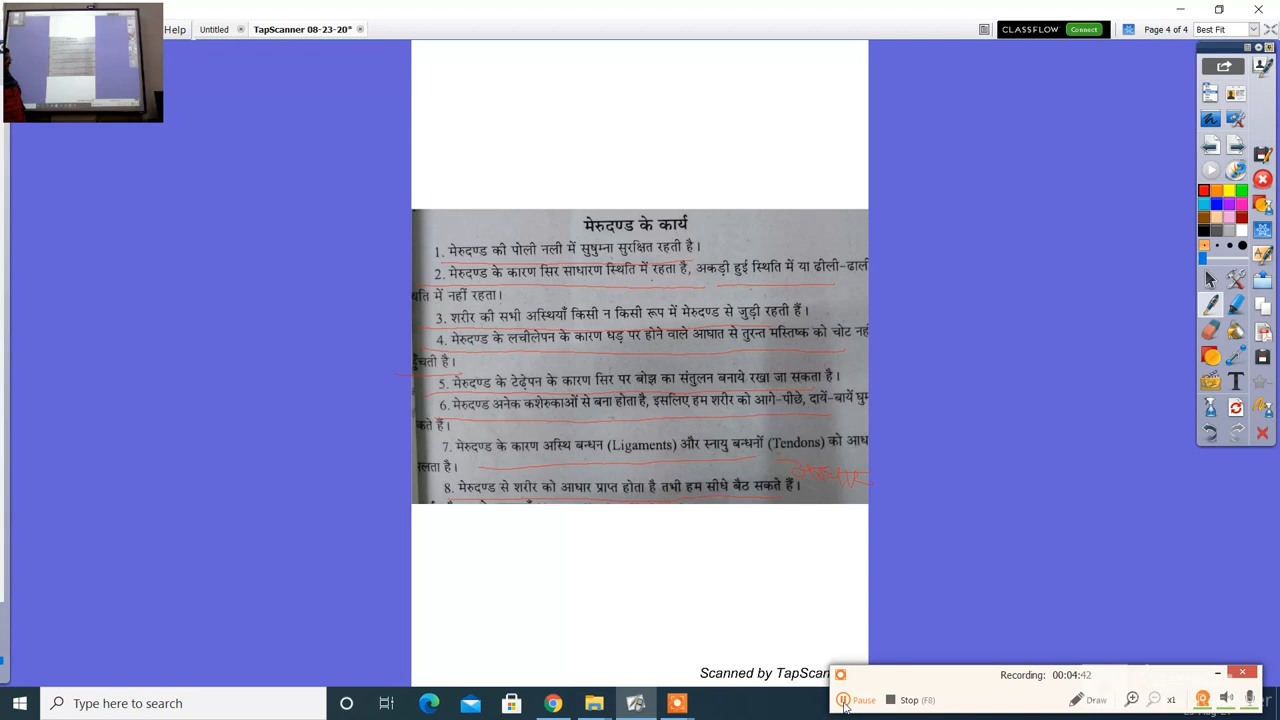 Help Untitled TapScanner 08-23-20* CLASSFLOW Connect Page 4 of 4 Best Fit
मेरुदण्ड के कार्य
1. मेरुदण्ड की पोली नली में सुषुम्ना सुरक्षित रहती है।
2. मेरुदण्ड के कारण सिर साधारण स्थिति में रहता है, अकड़ी हुई स्थिति में या ढीली-ढाली
थति में नहीं रहता।
3. शरीर की सभी अस्थियाँ किसी न किसी रूप में मेरुदण्ड से जुड़ी रहती हैं।
4. मेरुदण्ड के लचीलेपन के कारण धड़ पर होने वाले आघात से तुरन्त मस्तिष्क को चोट नहीं
हुँचती है।
5. मेरुदण्ड के टेढ़ेपन के कारण सिर पर बोझ का संतुलन बनाये रखा जा सकता है।
6. मेरुदण्ड अनेक कशेरुकाओं से बना होता है, इसलिए हम शरीर को आगे-पीछे, दायें-बायें घुम
कते हैं।
7. मेरुदण्ड के कारण अस्थि बन्धन (Ligaments) और स्नायु बन्धनों (Tendons) को आध
मलता है।
8. मेरुदण्ड से शरीर को आधार प्राप्त होता है तभी हम सीधे बैठ सकते हैं।
Scanned by TapScan
Recording: 00:04:42
Pause Stop (F8) Draw x1
Type here to search